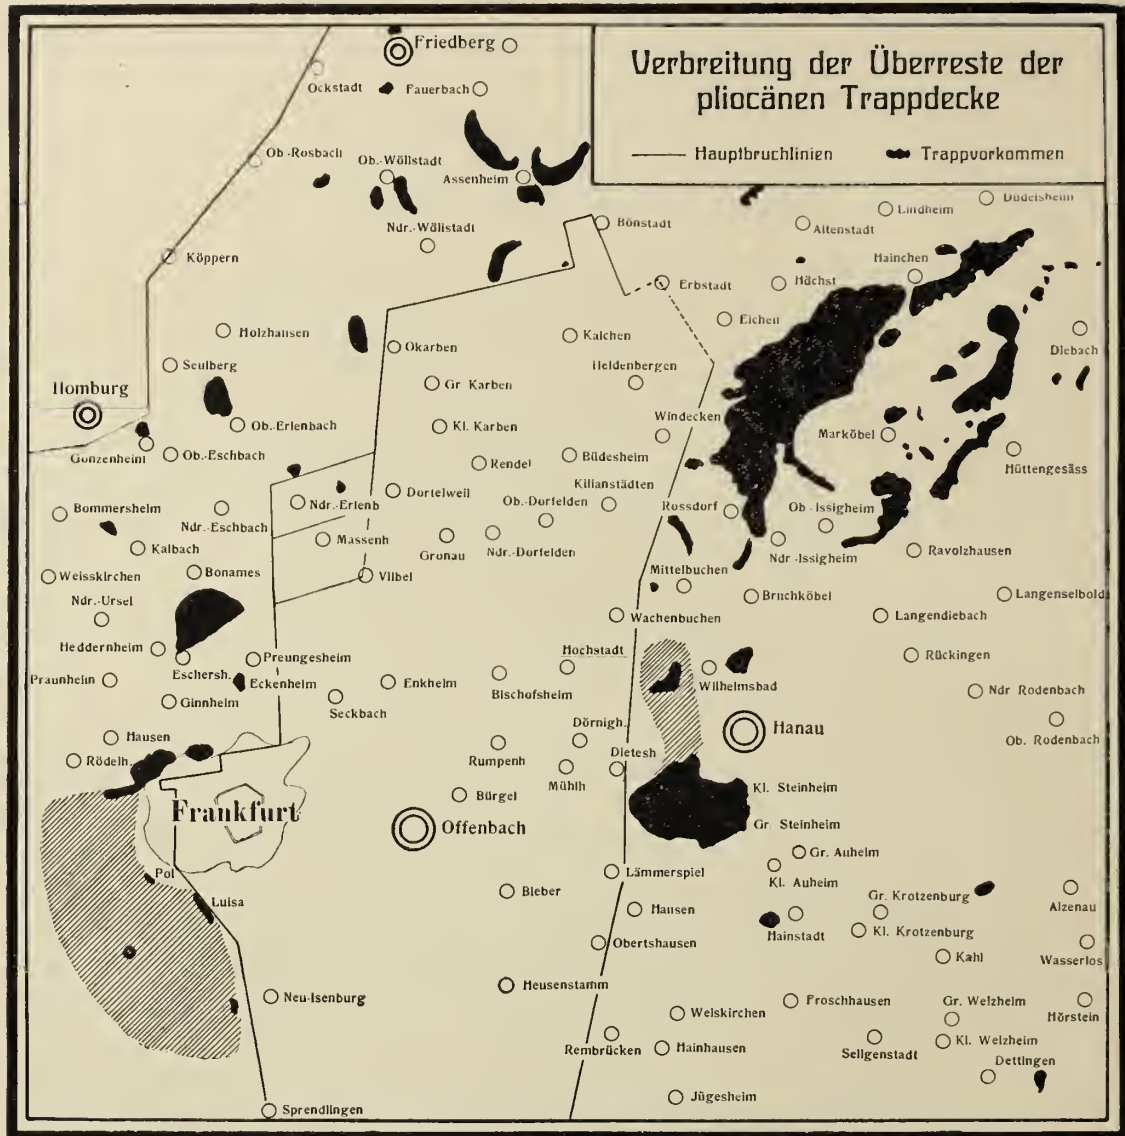 Verbreitung der Überreste der
pliocänen Trappdecke
Hauptbruchlinien
Trappvorkommen
Friedberg
Ockstadt
Fauerbach
Ob.-Rosbach
Ob.-Wöllstadt
Assenheim
Ndr.-Wöllstadt
Bönstadt
Altenstadt
Lindheim
Düdelsheim
Köppern
Erbstadt
Höchst
Hainchen
Holzhausen
Eichen
Okarben
Kaichen
Diebach
Seulberg
Heldenbergen
Gr Karben
Homburg
Windecken
Ob.-Erlenbach
Kl. Karben
Marköbel
Gonzenheim
Ob.-Eschbach
Rendel
Büdesheim
Hüttengesäss
Kilianstädten
Dortelweil
Ob.-Dorfelden
Ndr.-Erlenb
Rossdorf
Ob -Issigheim
Bommersheim
Ndr.-Eschbach
Massenh
Gronau
Ndr.-Dorfelden
Ndr -Issigheim
Ravolzhausen
Kalbach
Mittelbuchen
Weisskirchen
Bonames
Vilbel
Bruchköbel
Langenselbold
Ndr.-Ursel
Wachenbuchen
Langendiebach
Heddernheim
Preungesheim
Hochstadt
Rückingen
Praunheim
Eschersh.
Eckenheim
Enkheim
Bischofsheim
Wilhelmsbad
Ndr Rodenbach
Ginnheim
Seckbach
Hausen
Dörnigh.
Hanau
Ob. Rodenbach
Rödelh.
Rumpenh
Dietesh
Mühlh
Kl. Steinheim
Bürgel
Frankfurt
Offenbach
Gr. Steinheim
Gr. Auheim
Pol
Lämmerspiel
Kl. Auheim
Luisa
Bieber
Hausen
Gr. Krotzenburg
Alzenau
Hainstadt
Kl. Krotzenburg
Obertshausen
Kahl
Wasserlos
Heusenstamm
Neu-Isenburg
Froschhausen
Gr. Welzheim
Hörstein
Weiskirchen
Rembrücken
Hainhausen
Seligenstadt
Kl. Welzheim
Dettingen
Jügesheim
Sprendlingen